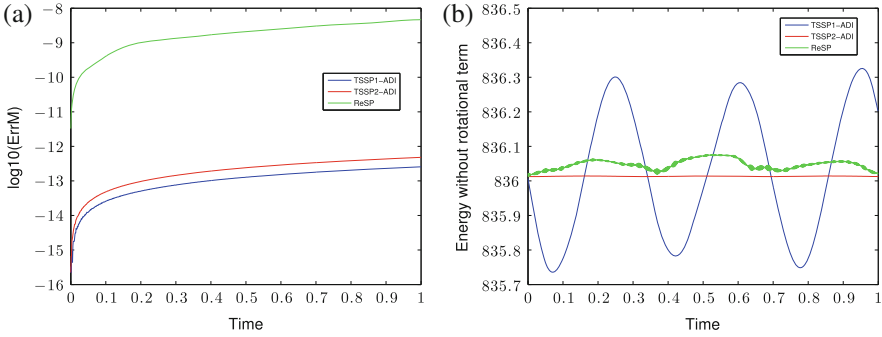 (a)
−8
−9
−10
−11
−12
−13
−14
−15
−16
log10(ErrM)
TSSP1−ADI
TSSP2−ADI
ReSP
0 0.1 0.2 0.3 0.4 0.5 0.6 0.7 0.8 0.9 1
Time
(b)
836.5
836.4
836.3
836.2
836.1
836
835.9
835.8
835.7
Energy without rotational term
TSSP1−ADI
TSSP2−ADI
ReSP
0 0.1 0.2 0.3 0.4 0.5 0.6 0.7 0.8 0.9 1
Time